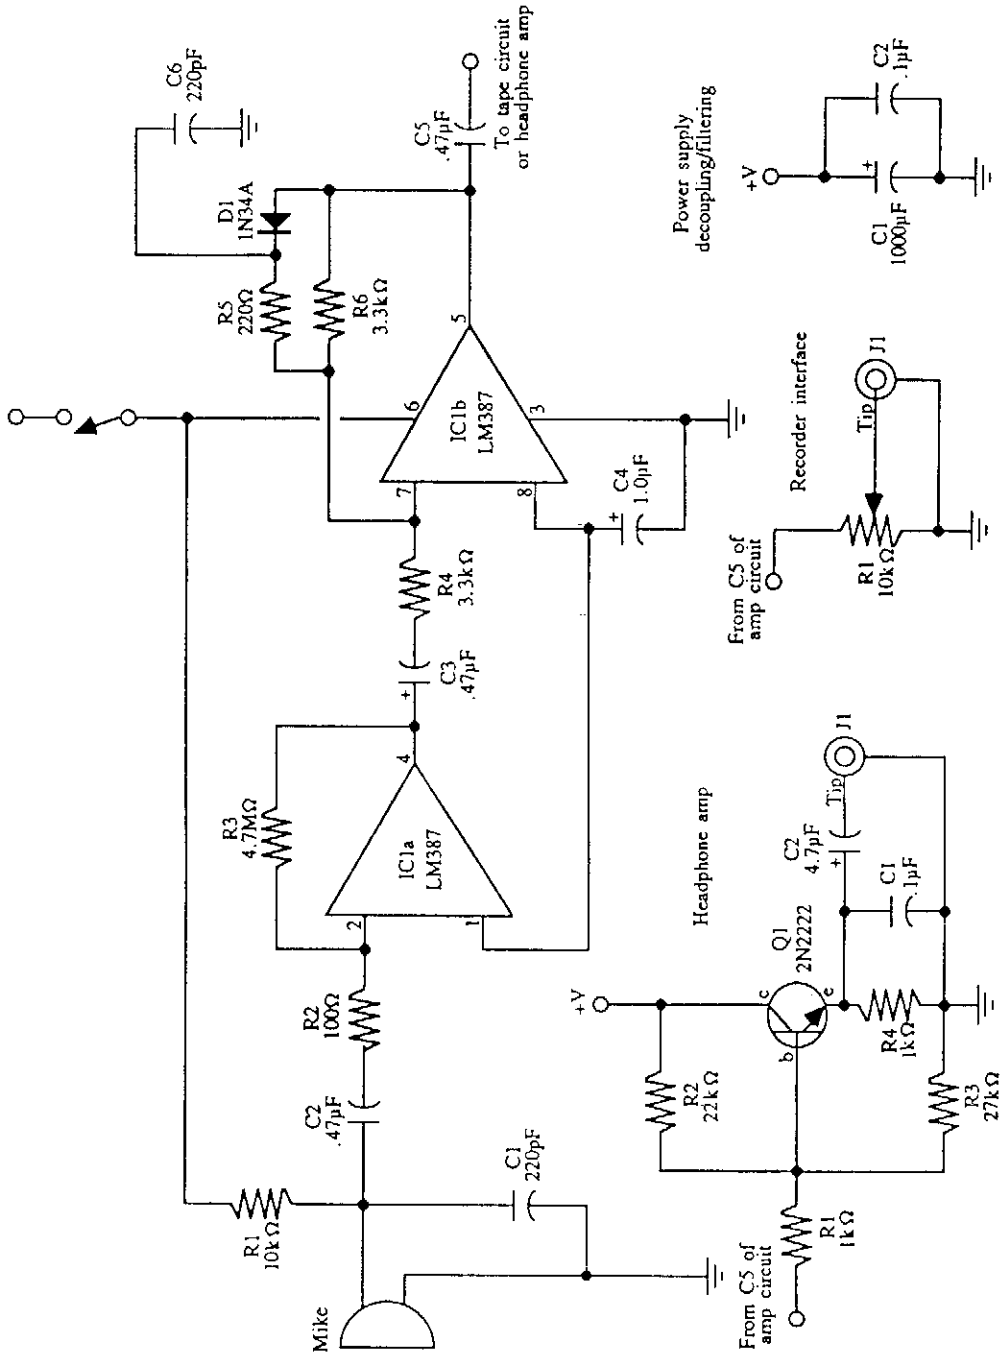 C6
220pF
D1
1N34A
R5
220Ω
R6
3.3kΩ
C5
.47µF
To tape circuit
or headphone amp
R3
4.7MΩ
IC1a
LM387
2
1
4
C3
.47µF
+
R4
3.3kΩ
IC1b
LM387
7
8
6
5
3
+
C4
1.0µF
R1
10kΩ
C2
.47µF
R2
100Ω
C1
220pF
Mike
Headphone amp
+V
R2
22kΩ
Q1
2N2222
c
b
e
+
C2
4.7µF
Tip
J1
C1
.1µF
R4
1kΩ
R3
27kΩ
R1
1kΩ
From C5 of
amp circuit
Recorder interface
From C5 of
amp circuit
R1
10kΩ
Tip
J1
Power supply
decoupling/filtering
+V
+
C1
1000µF
C2
.1µF